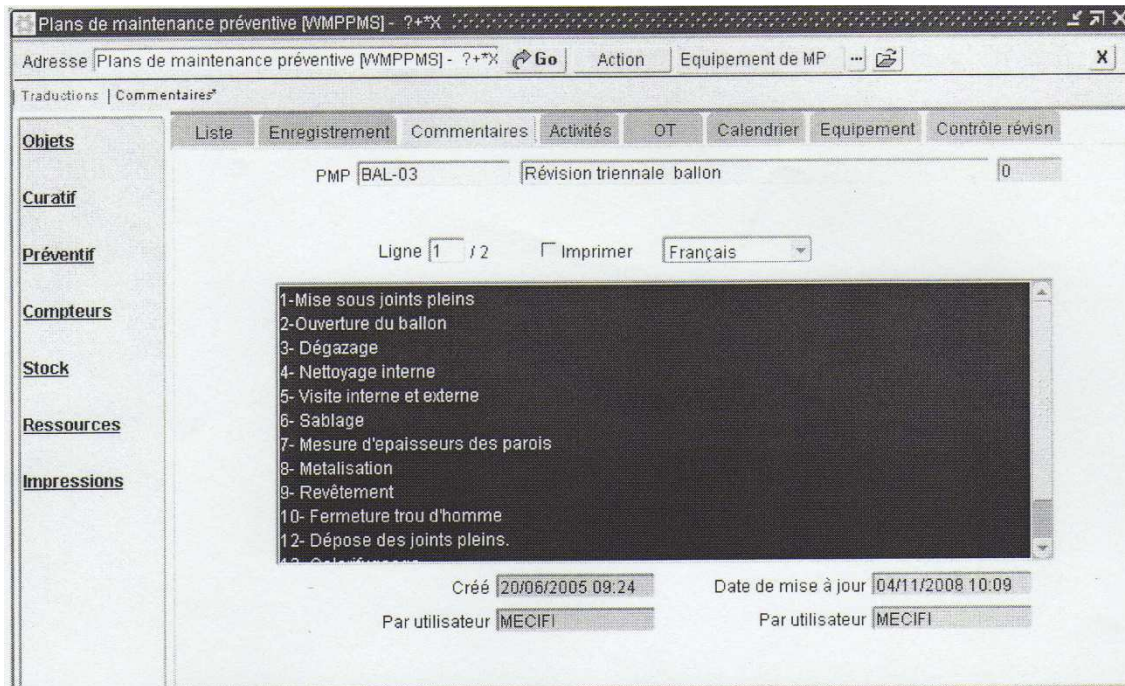 Plans de maintenance préventive [WMPPMS] - ?+*X
Adresse Plans de maintenance préventive [WMPPMS] - ?+*X Go Action Equipement de MP ... X
Traductions | Commentaires*
Objets
Curatif
Préventif
Compteurs
Stock
Ressources
Impressions
Liste Enregistrement Commentaires Activités OT Calendrier Equipement Contrôle révisn
PMP BAL-03 Révision triennale ballon 0
Ligne 1 / 2 Imprimer Français
1-Mise sous joints pleins
2-Ouverture du ballon
3- Dégazage
4- Nettoyage interne
5- Visite interne et externe
6- Sablage
7- Mesure d'epaisseurs des parois
8- Metalisation
9- Revêtement
10- Fermeture trou d'homme
12- Dépose des joints pleins.
Créé 20/06/2005 09:24 Date de mise à jour 04/11/2008 10:09
Par utilisateur MECIFI Par utilisateur MECIFI